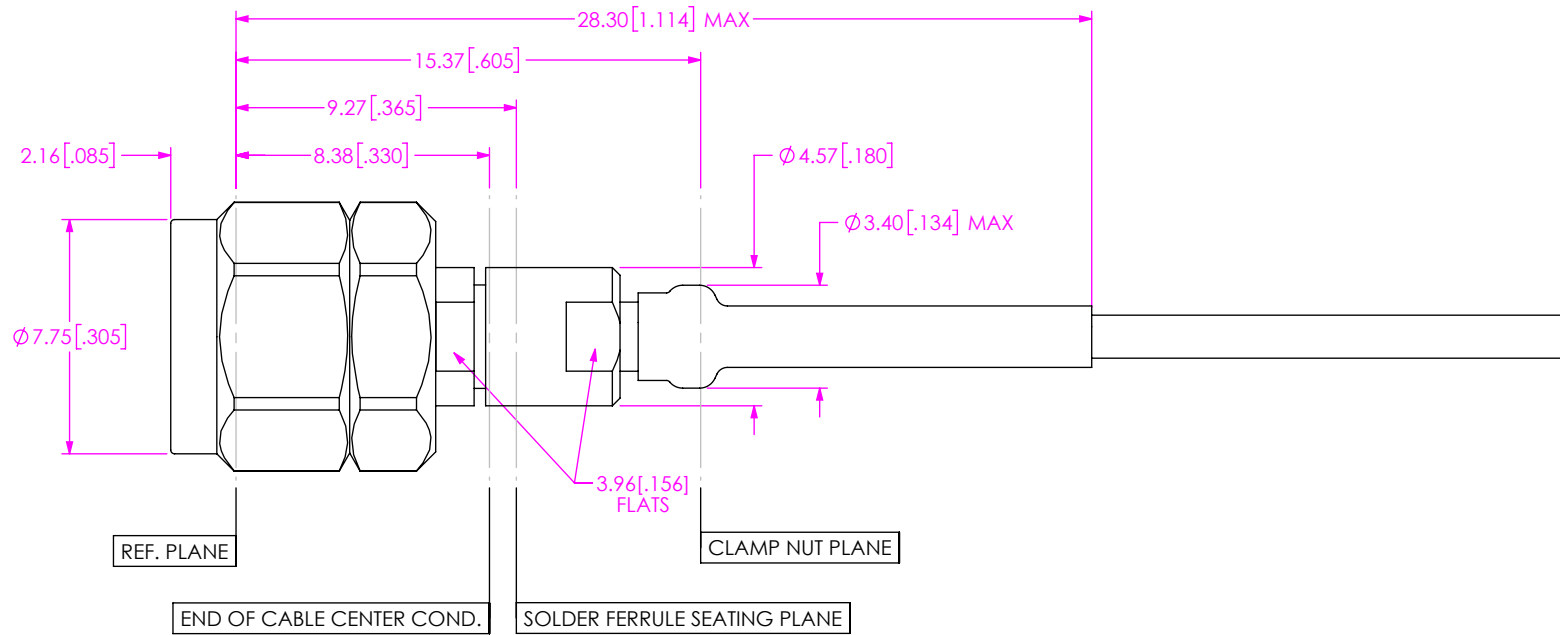 28.30[1.114] MAX
15.37[.605]
9.27[.365]
2.16[.085]
8.38[.330]
Ø4.57[.180]
Ø3.40[.134] MAX
Ø7.75[.305]
3.96[.156]
FLATS
REF. PLANE
CLAMP NUT PLANE
END OF CABLE CENTER COND.
SOLDER FERRULE SEATING PLANE